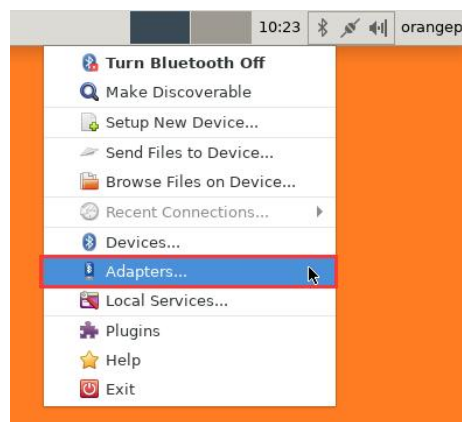 10:23 orangep
Turn Bluetooth Off
Make Discoverable
Setup New Device...
Send Files to Device...
Browse Files on Device...
Recent Connections...
Devices...
Adapters...
Local Services...
Plugins
Help
Exit